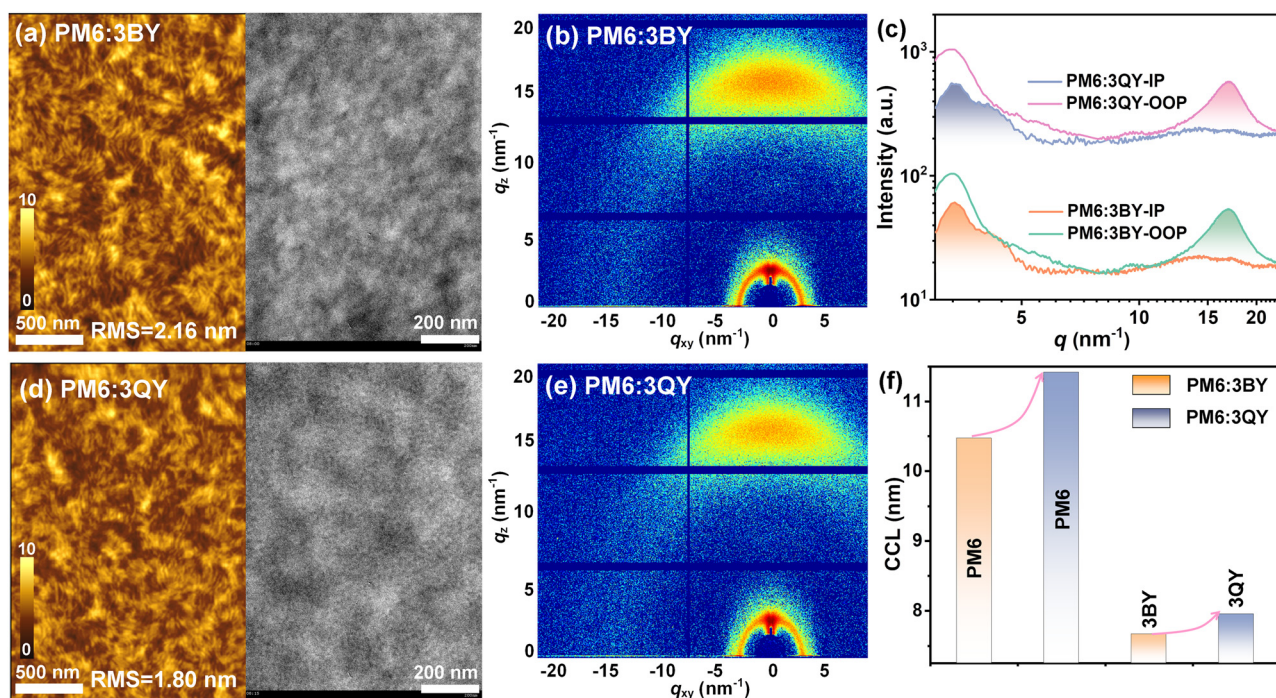 (a) PM6:3BY
10
0
500 nm
RMS=2.16 nm
200 nm
(b) PM6:3BY
20
15
10
5
0
qz (nm⁻¹)
-20 -15 -10 -5 0 5
qxy (nm⁻¹)
(c)
10³
10²
10¹
Intensity (a.u.)
PM6:3QY-IP
PM6:3QY-OOP
PM6:3BY-IP
PM6:3BY-OOP
5 10 15 20
q (nm⁻¹)
(d) PM6:3QY
10
0
500 nm
RMS=1.80 nm
200 nm
(e) PM6:3QY
20
15
10
5
0
qz (nm⁻¹)
-20 -15 -10 -5 0 5
qxy (nm⁻¹)
(f)
PM6:3BY
PM6:3QY
11
10
9
8
CCL (nm)
PM6
PM6
3BY
3QY